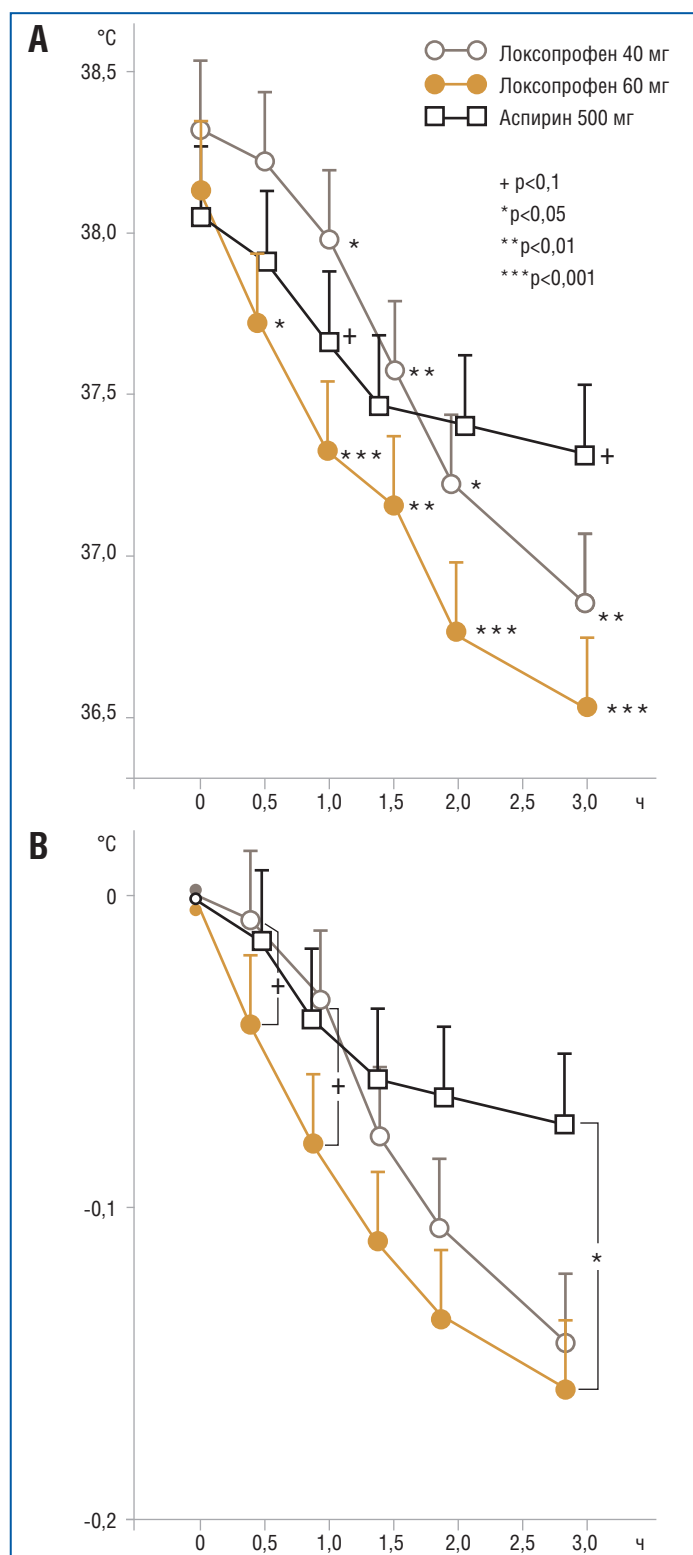 A
°C
Локсопрофен 40 мг
Локсопрофен 60 мг
Аспирин 500 мг
+ p<0,1
*p<0,05
**p<0,01
***p<0,001
38,5
38,0
37,5
37,0
36,5
*
+
*
**
***
**
*
+
**
***
***
0 0,5 1,0 1,5 2,0 2,5 3,0 ч
B
°C
0
+
+
-0,1
*
-0,2
0 0,5 1,0 1,5 2,0 2,5 3,0 ч